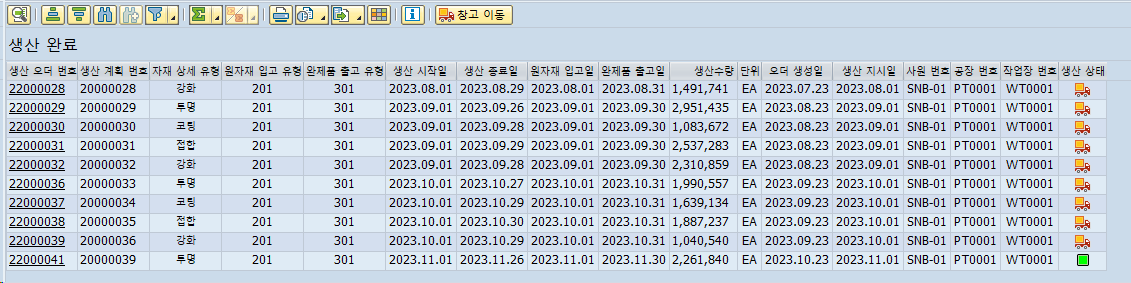 창고 이동
생산 완료
생산 오더 번호 생산 계획 번호 자재 상세 유형 원자재 입고 유형 완제품 출고 유형 생산 시작일 생산 종료일 원자재 입고일 완제품 출고일 생산수량 단위 오더 생성일 생산 지시일 사원 번호 공장 번호 작업장 번호 생산 상태
22000028 20000028 강화 201 301 2023.08.01 2023.08.29 2023.08.01 2023.08.31 1,491,741 EA 2023.07.23 2023.08.01 SNB-01 PT0001 WT0001
22000029 20000029 투명 201 301 2023.09.01 2023.09.26 2023.09.01 2023.09.30 2,951,435 EA 2023.08.23 2023.09.01 SNB-01 PT0001 WT0001
22000030 20000030 코팅 201 301 2023.09.01 2023.09.28 2023.09.01 2023.09.30 1,083,672 EA 2023.08.23 2023.09.01 SNB-01 PT0001 WT0001
22000031 20000031 접합 201 301 2023.09.01 2023.09.29 2023.09.01 2023.09.30 2,537,283 EA 2023.08.23 2023.09.01 SNB-01 PT0001 WT0001
22000032 20000032 강화 201 301 2023.09.01 2023.09.28 2023.09.01 2023.09.30 2,310,859 EA 2023.08.23 2023.09.01 SNB-01 PT0001 WT0001
22000036 20000033 투명 201 301 2023.10.01 2023.10.27 2023.10.01 2023.10.31 1,990,557 EA 2023.09.23 2023.10.01 SNB-01 PT0001 WT0001
22000037 20000034 코팅 201 301 2023.10.01 2023.10.29 2023.10.01 2023.10.31 1,639,134 EA 2023.09.23 2023.10.01 SNB-01 PT0001 WT0001
22000038 20000035 접합 201 301 2023.10.01 2023.10.30 2023.10.01 2023.10.31 1,887,237 EA 2023.09.23 2023.10.01 SNB-01 PT0001 WT0001
22000039 20000036 강화 201 301 2023.10.01 2023.10.29 2023.10.01 2023.10.31 1,040,540 EA 2023.09.23 2023.10.01 SNB-01 PT0001 WT0001
22000041 20000039 투명 201 301 2023.11.01 2023.11.26 2023.11.01 2023.11.30 2,261,840 EA 2023.10.23 2023.11.01 SNB-01 PT0001 WT0001